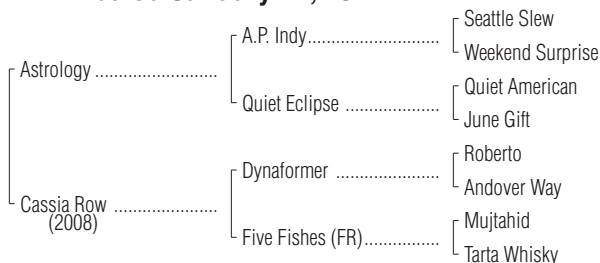 Seattle Slew
A.P. Indy
Weekend Surprise
Astrology
Quiet American
Quiet Eclipse
June Gift
Roberto
Dynaformer
Andover Way
Cassia Row
(2008)
Mujtahid
Five Fishes (FR)
Tarta Whisky